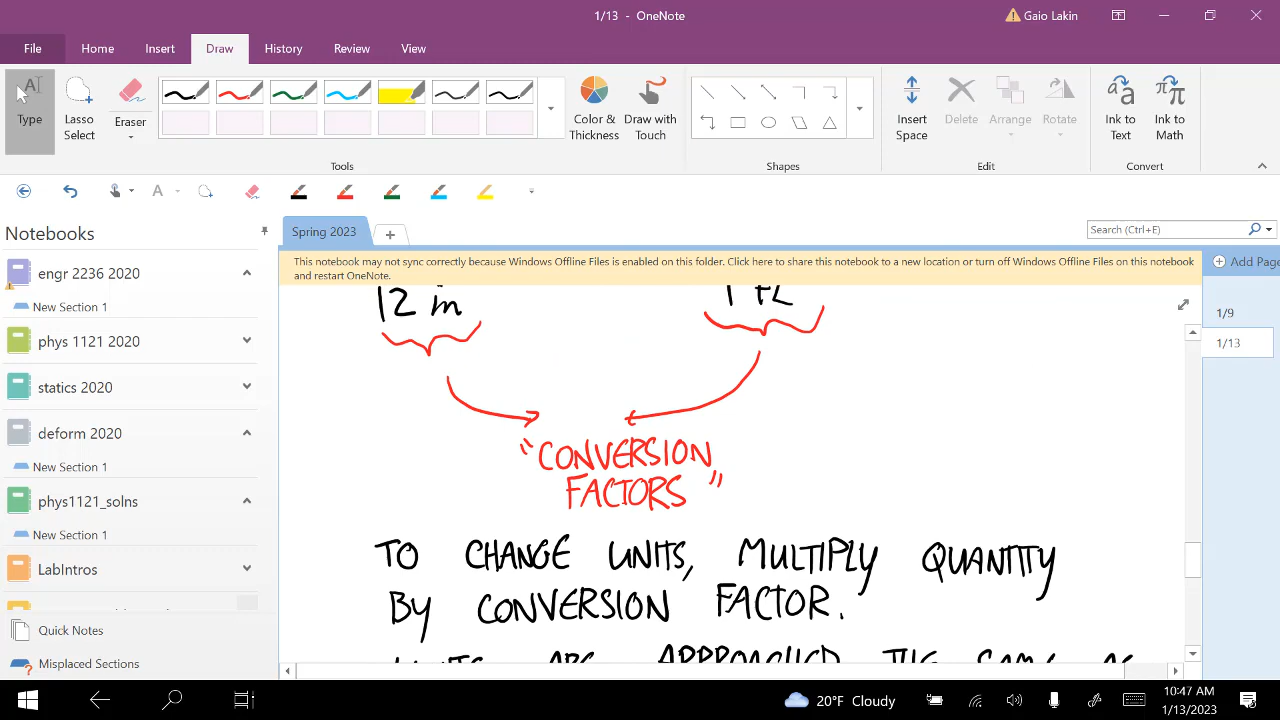 1/13 - OneNote
Gaio Lakin
File Home Insert Draw History Review View
Type
Lasso Select
Eraser
Color & Thickness
Draw with Touch
Insert Space
Delete
Arrange
Rotate
Ink to Text
Ink to Math
Tools
Shapes
Edit
Convert
Notebooks
Spring 2023
Search (Ctrl+E)
This notebook may not sync correctly because Windows Offline Files is enabled on this folder. Click here to share this notebook to a new location or turn off Windows Offline Files on this notebook
and restart OneNote.
Add Page
1/9
1/13
engr 2236 2020
New Section 1
phys 1121 2020
statics 2020
deform 2020
New Section 1
phys1121_solns
New Section 1
LabIntros
Quick Notes
Misplaced Sections
12 in 1 ft
"CONVERSION
FACTORS"
TO CHANGE UNITS, MULTIPLY QUANTITY
BY CONVERSION FACTOR.
ARE APPROACHED THE SAME AS
20°F Cloudy
10:47 AM
1/13/2023